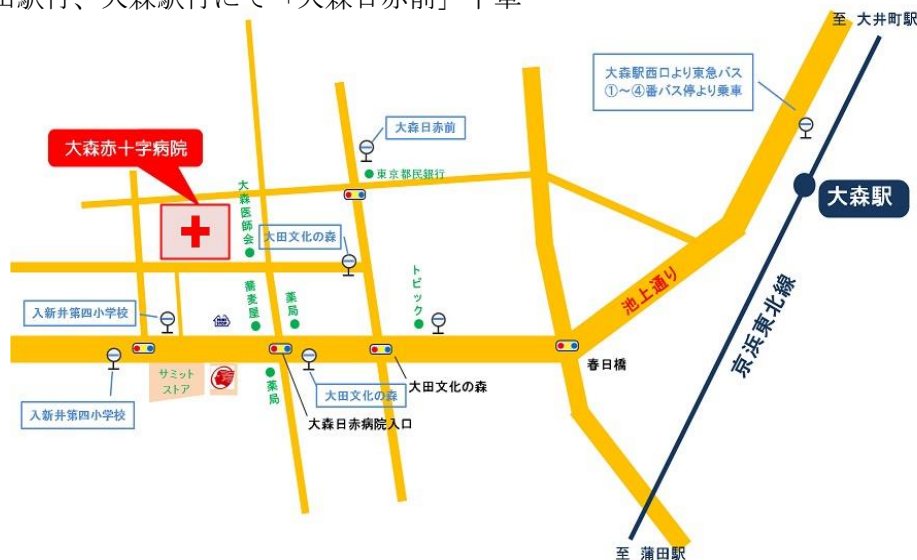 田駅行、大森駅行にて「大森日赤前」下車
至 大井町駅
大森駅西口より東急バス
①～④番バス停より乗車
大森日赤前
大森赤十字病院
東京都民銀行
大森医師会
大森駅
大田文化の森
トピック
池上通り
京浜東北線
入新井第四小学校
蕎麦屋
薬局
春日橋
サミット
ストア
薬局
大田文化の森
大田文化の森
入新井第四小学校
大森日赤病院入口
至 蒲田駅